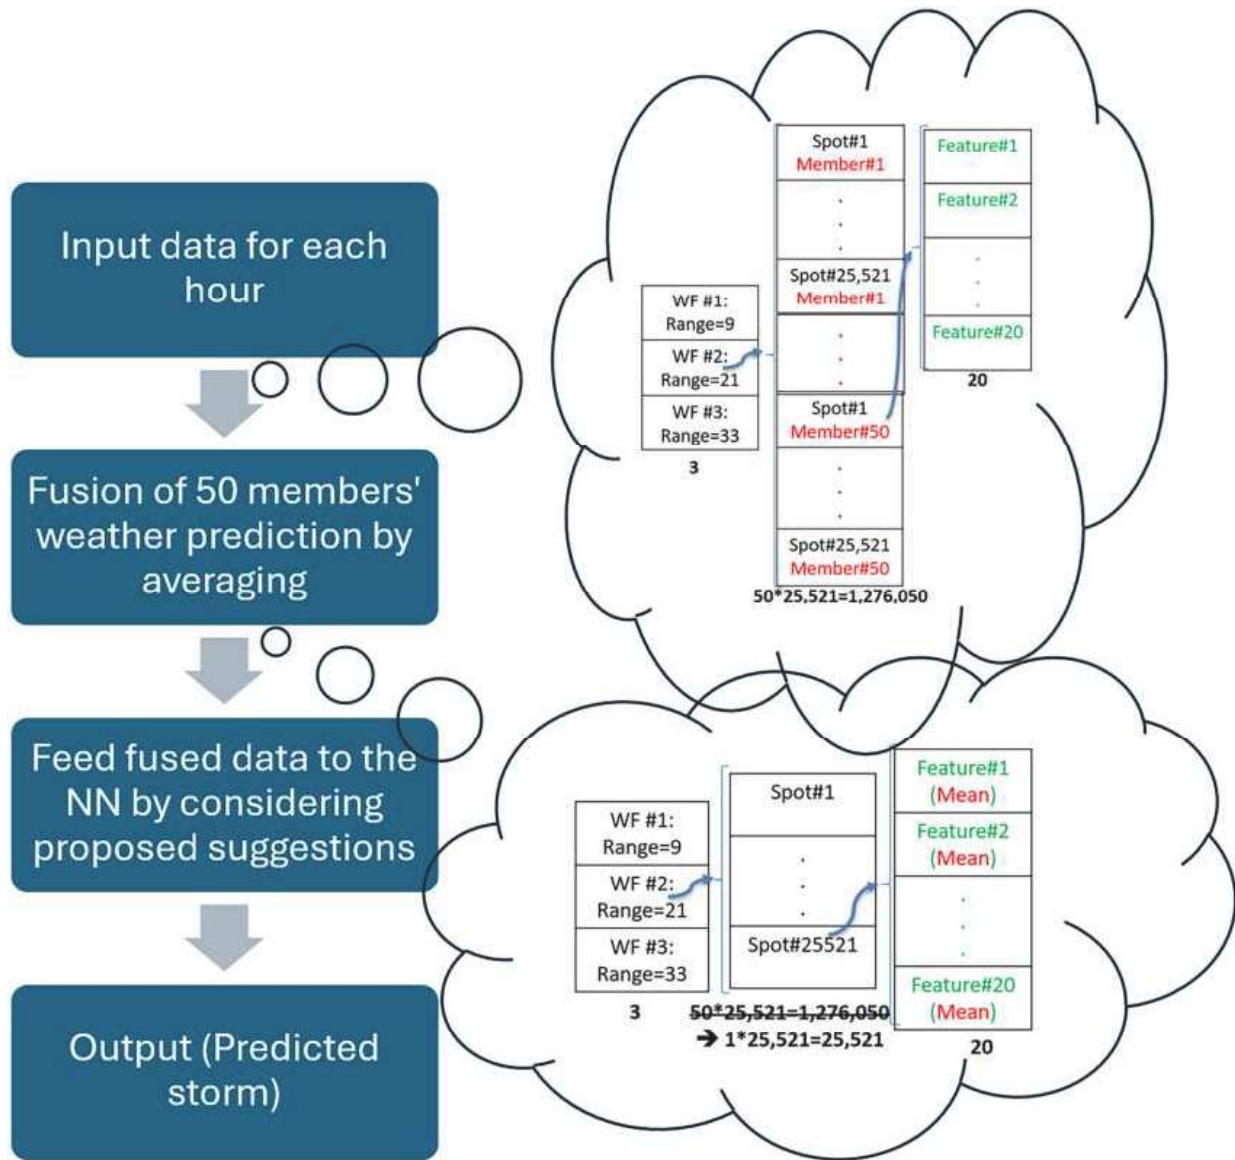 Input data for each
hour
Fusion of 50 members'
weather prediction by
averaging
Feed fused data to the
NN by considering
proposed suggestions
Output (Predicted
storm)
WF #1:
Range=9
WF #2:
Range=21
WF #3:
Range=33
3
Spot#1
Member#1
Spot#25,521
Member#1
Spot#1
Member#50
Spot#25,521
Member#50
50*25,521=1,276,050
Feature#1
Feature#2
Feature#20
20
WF #1:
Range=9
WF #2:
Range=21
WF #3:
Range=33
3
Spot#1
Spot#25521
50*25,521=1,276,050
➔ 1*25,521=25,521
Feature#1
(Mean)
Feature#2
(Mean)
Feature#20
(Mean)
20